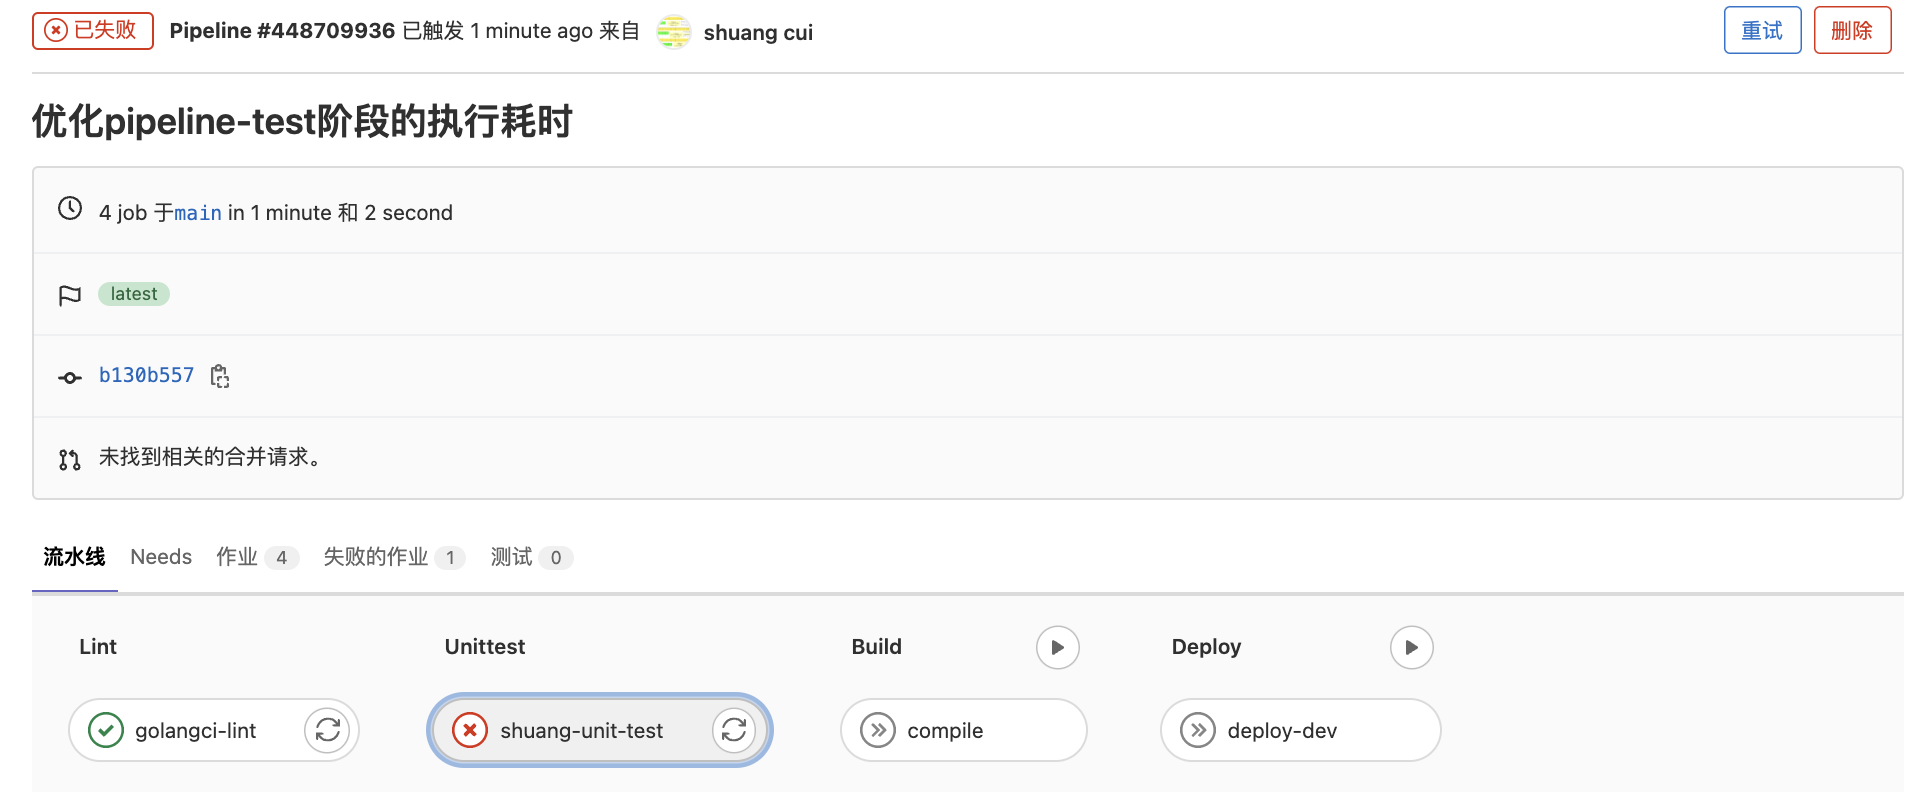 已失败 Pipeline #448709936 已触发 1 minute ago 来自 shuang cui 重试 删除
优化pipeline-test阶段的执行耗时
4 job 于main in 1 minute 和 2 second
latest
b130b557
未找到相关的合并请求。
流水线 Needs 作业 4 失败的作业 1 测试 0
Lint Unittest Build Deploy
golangci-lint shuang-unit-test compile deploy-dev